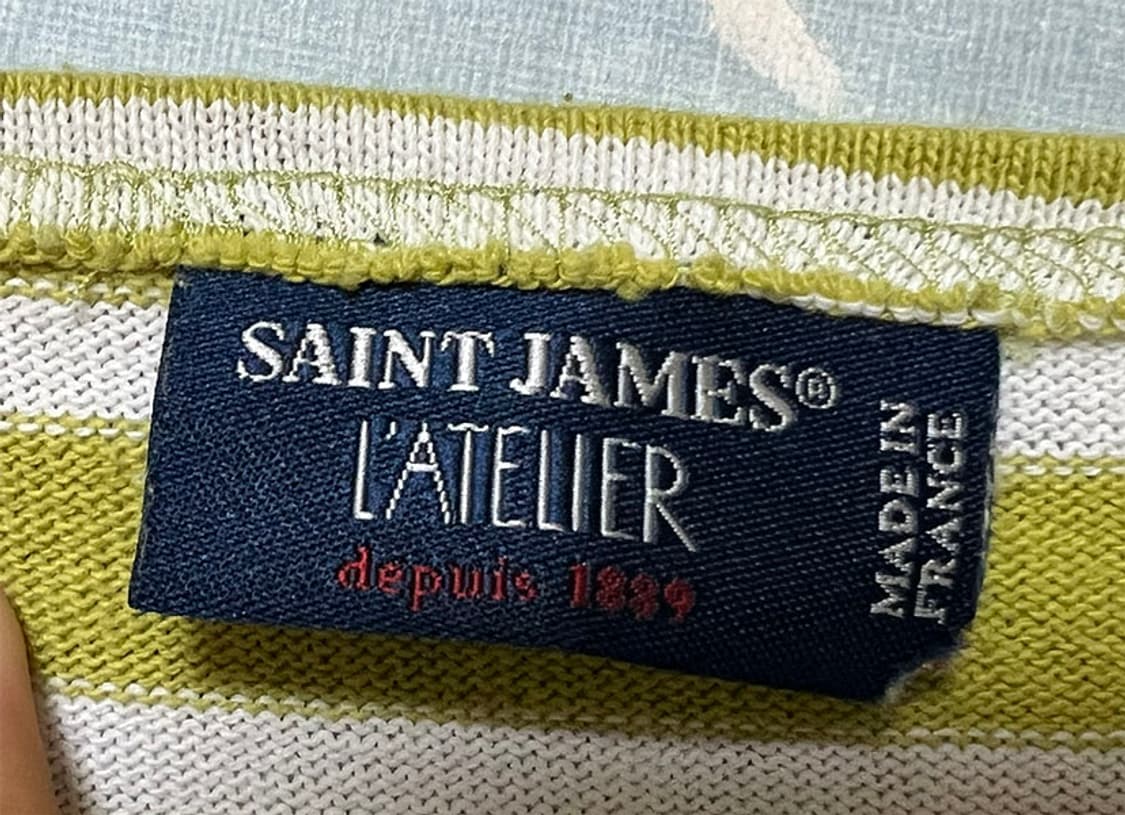 SAINT JAMES®
L'ATELIER
depuis 1889
MADE IN
FRANCE